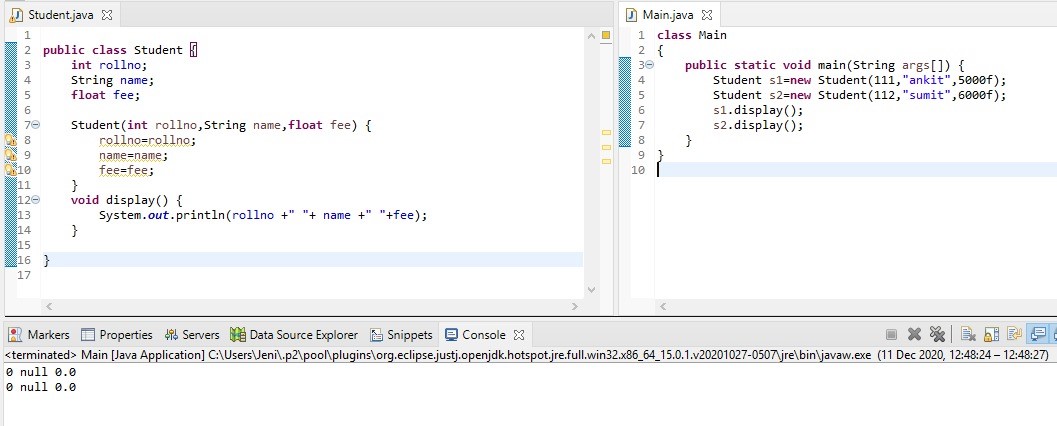 Student.java
1
2 public class Student {
3 int rollno;
4 String name;
5 float fee;
6
7 Student(int rollno,String name,float fee) {
8 rollno=rollno;
9 name=name;
10 fee=fee;
11 }
12 void display() {
13 System.out.println(rollno +" "+ name +" "+fee);
14 }
15
16 }
17
Main.java
1 class Main
2 {
3 public static void main(String args[]) {
4 Student s1=new Student(111,"ankit",5000f);
5 Student s2=new Student(112,"sumit",6000f);
6 s1.display();
7 s2.display();
8 }
9 }
10
Markers Properties Servers Data Source Explorer Snippets Console
<terminated> Main [Java Application] C:\Users\Jeni\.p2\pool\plugins\org.eclipse.justj.openjdk.hotspot.jre.full.win32.x86_64_15.0.1.v20201027-0507\jre\bin\javaw.exe (11 Dec 2020, 12:48:24 – 12:48:27)
0 null 0.0
0 null 0.0